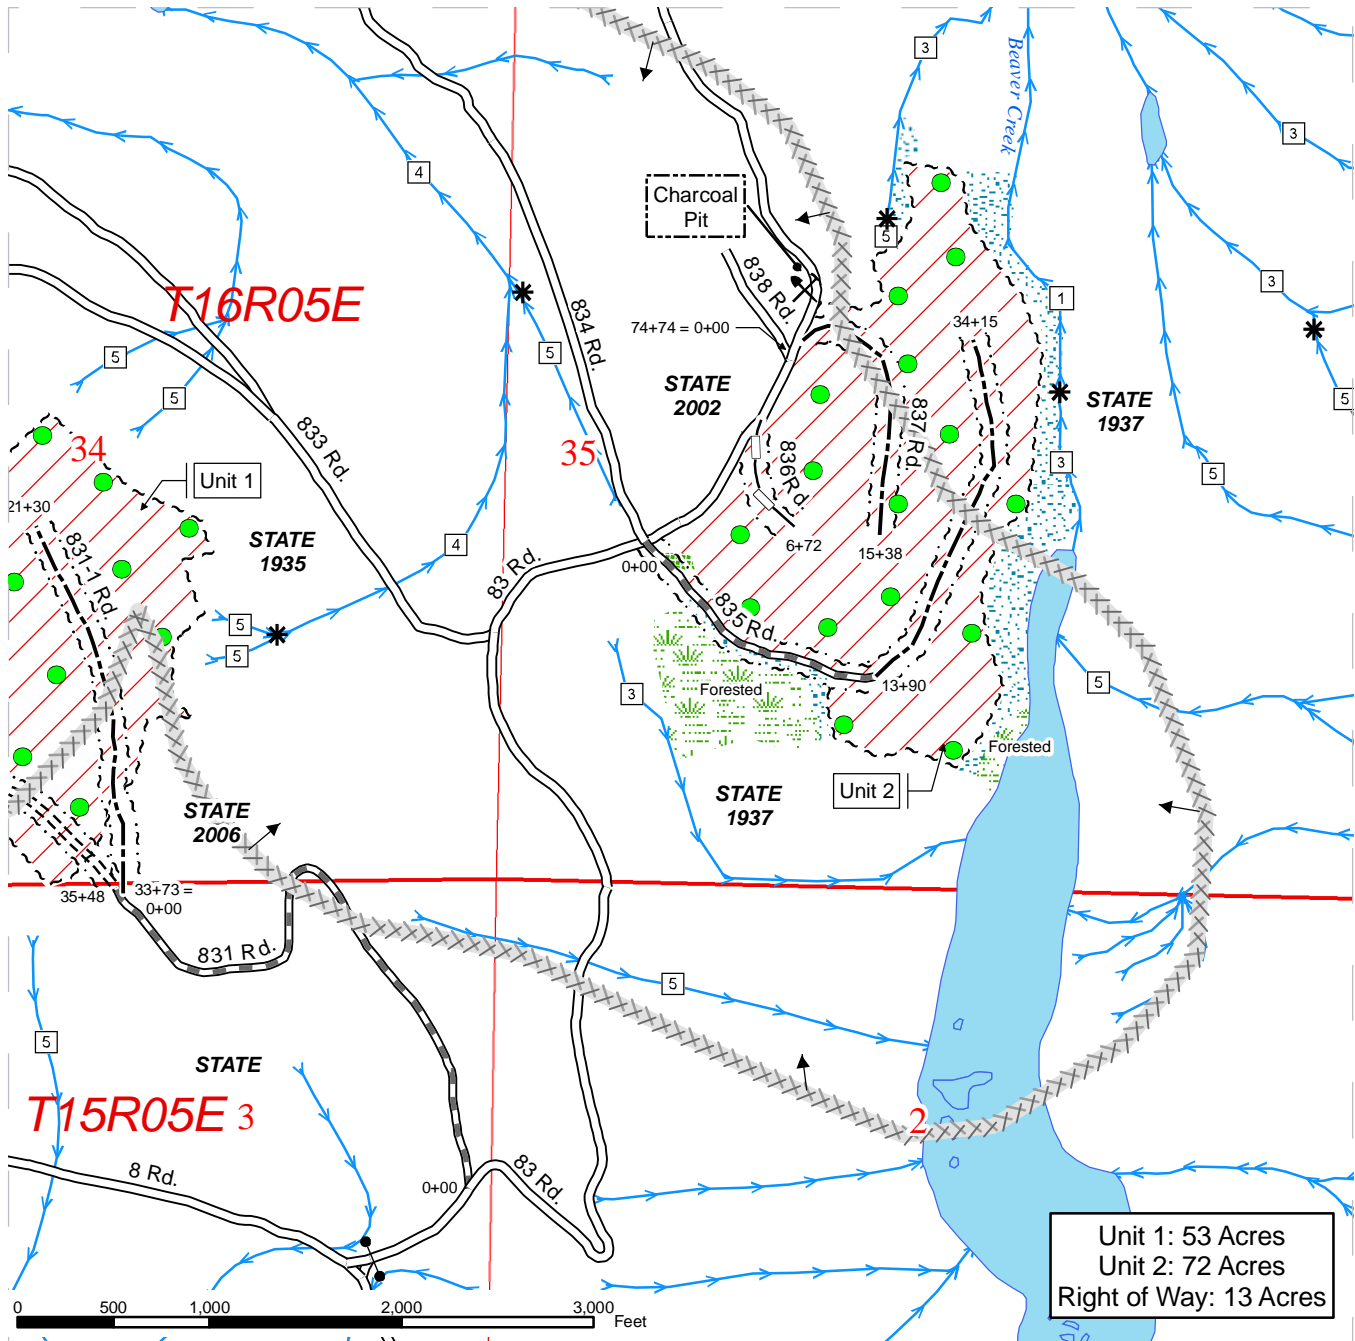 3
Beaver Creek
3
4
Charcoal
Pit
5
838 Rd.
3
1
T16R05E
834 Rd.
74+74 = 0+00
34+15
5
5
STATE
2002
STATE
1937
5
5
837 Rd.
833 Rd.
34
35
836 Rd.
3
5
Unit 1
21+30
STATE
1935
831-1 Rd.
4
6+72
15+38
83 Rd.
0+00
835 Rd.
5
5
Forested
13+90
3
5
Forested
Unit 2
STATE
1937
STATE
2006
35+48
33+73 =
0+00
831 Rd.
5
5
STATE
T15R05E
3
2
8 Rd.
0+00
83 Rd.
Unit 1: 53 Acres
Unit 2: 72 Acres
Right of Way: 13 Acres
0 500 1,000 2,000 3,000
Feet